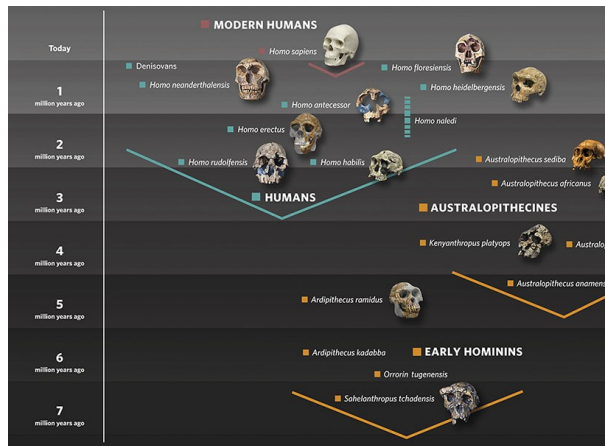 MODERN HUMANS
Today
Homo sapiens
Denisovans
Homo floresiensis
1
million years ago
Homo neanderthalensis
Homo heidelbergensis
Homo antecessor
Homo naledi
Homo erectus
2
million years ago
Homo rudolfensis
Homo habilis
Australopithecus sediba
Australopithecus africanus
3
million years ago
HUMANS
AUSTRALOPITHECINES
4
million years ago
Kenyanthropus platyops
Australop
Australopithecus anamens
5
million years ago
Ardipithecus ramidus
6
million years ago
Ardipithecus kadabba
EARLY HOMININS
Orrorin tugenensis
Sahelanthropus tchadensis
7
million years ago